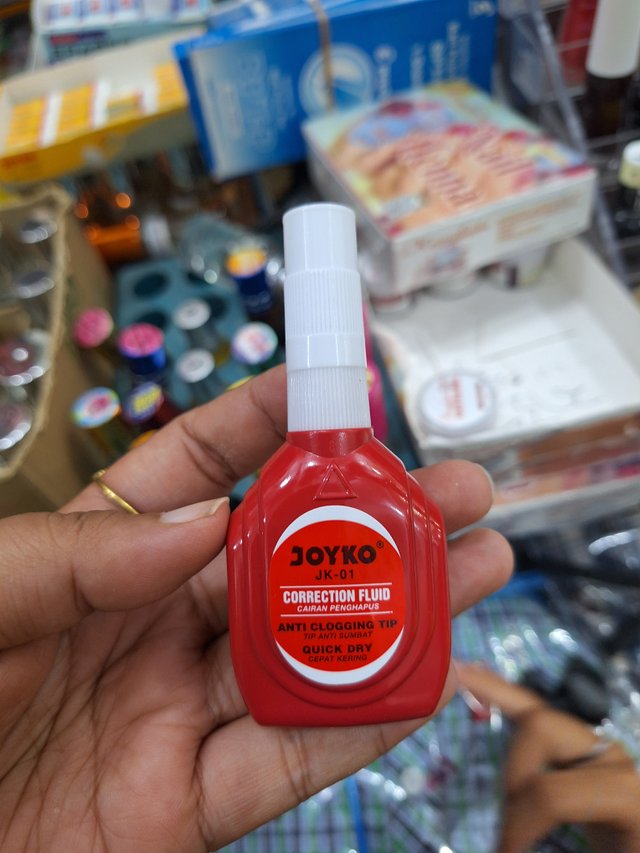 JOYKO®
JK-01
CORRECTION FLUID
CAIRAN PENGHAPUS
ANTI CLOGGING TIP
TIP ANTI SUMBAT
QUICK DRY
CEPAT KERING